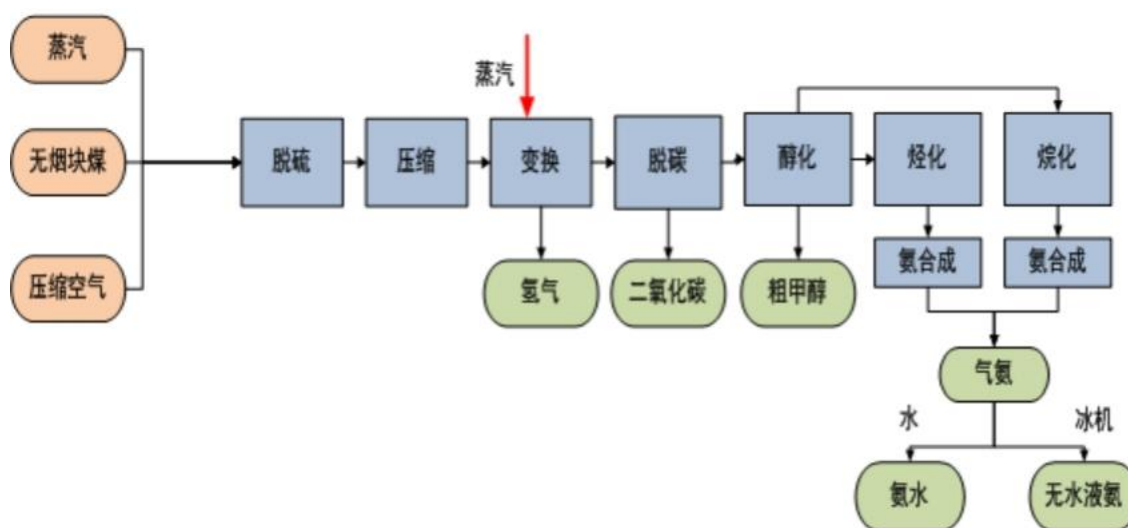 蒸汽
无烟块煤
压缩空气
蒸汽
脱硫
压缩
变换
脱碳
醇化
烃化
烷化
氢气
二氧化碳
粗甲醇
氨合成
氨合成
气氨
水
冰机
氨水
无水液氨